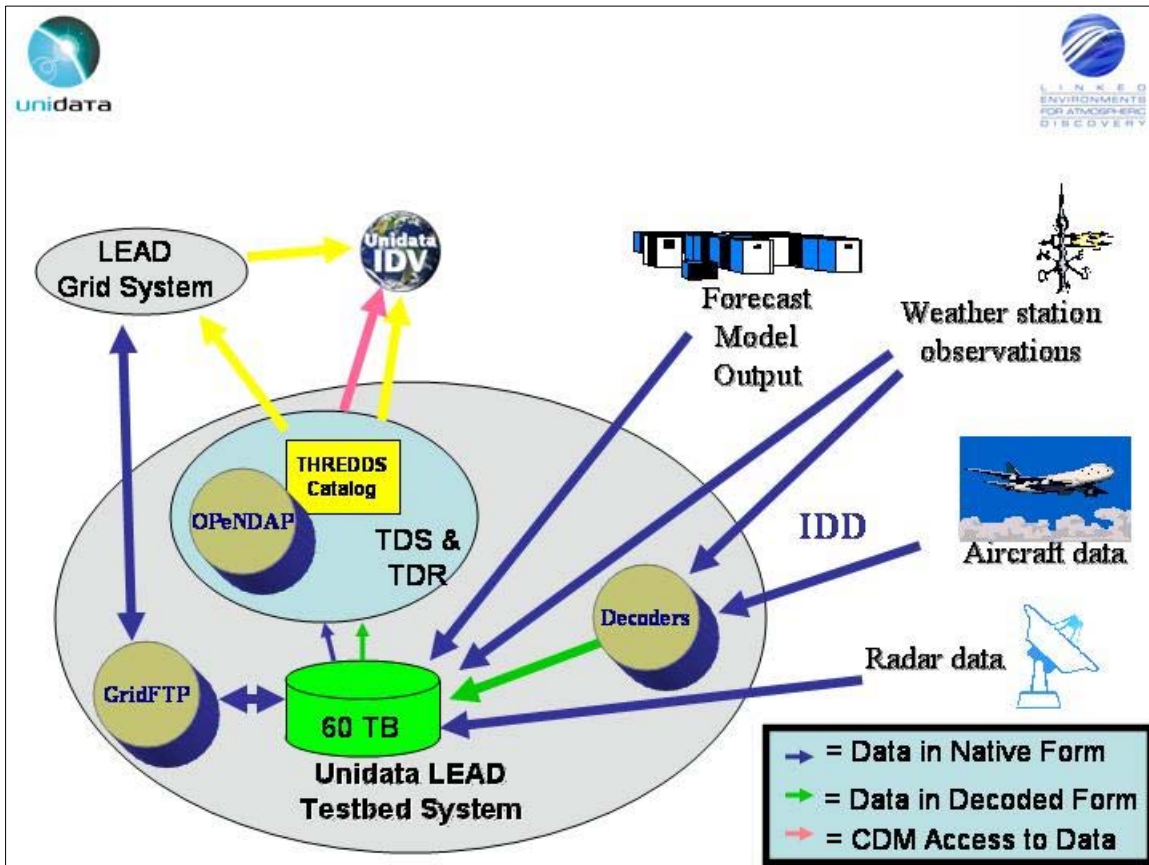 unidata
LINKED
ENVIRONMENTS
FOR ATMOSPHERIC
DISCOVERY
LEAD
Grid System
Unidata
IDV
Forecast
Model
Output
Weather station
observations
THREDDS
Catalog
OPeNDAP
TDS &
TDR
IDD
Aircraft data
Decoders
Radar data
GridFTP
60 TB
Unidata LEAD
Testbed System
= Data in Native Form
= Data in Decoded Form
= CDM Access to Data